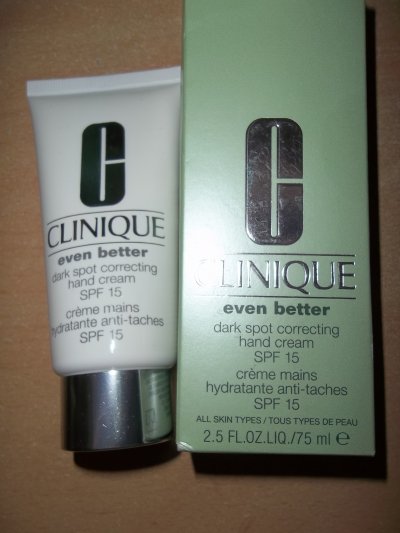 C
CLINIQUE
even better
dark spot correcting
hand cream
SPF 15
crème mains
hydratante anti-taches
SPF 15
C
CLINIQUE
even better
dark spot correcting
hand cream
SPF 15
crème mains
hydratante anti-taches
SPF 15
ALL SKIN TYPES / TOUS TYPES DE PEAU
2.5 FL.OZ.LIQ./75 ml e